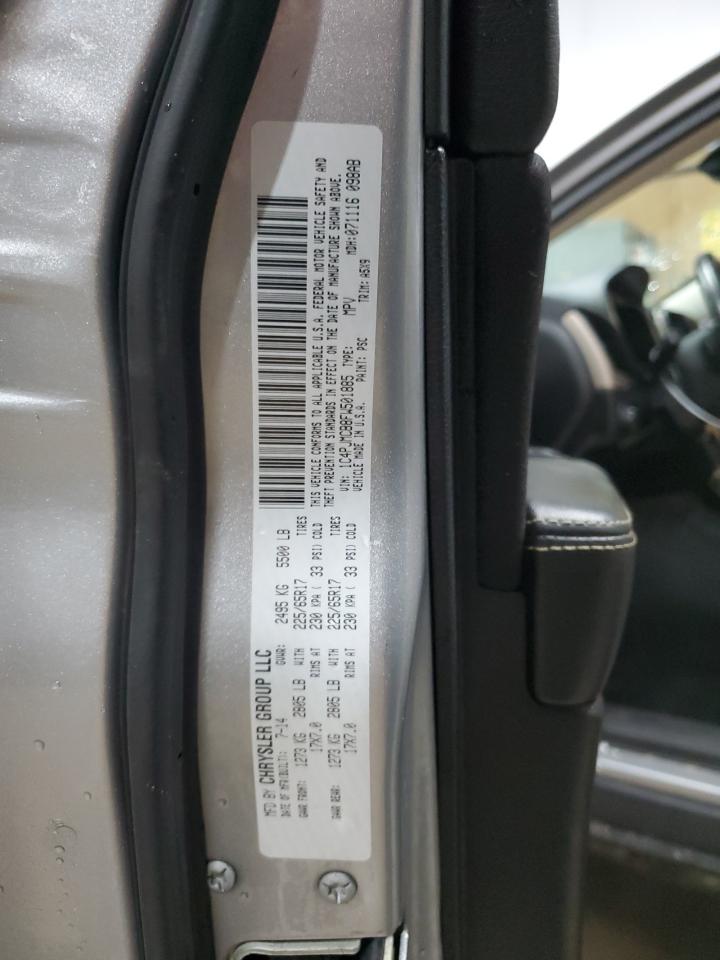 MFD BY CHRYSLER GROUP LLC
DATE OF MFR(BUILT): 7-14 GVWR: 2495 KG 5500 LB
GAWR FRONT: 1273 KG 2805 LB WITH 225/65R17 TIRES
17X7.0 RIMS AT 230 KPA ( 33 PSI) COLD
GAWR REAR: 1273 KG 2805 LB WITH 225/65R17 TIRES
17X7.0 RIMS AT 230 KPA ( 33 PSI) COLD
THIS VEHICLE CONFORMS TO ALL APPLICABLE U.S.A. FEDERAL MOTOR VEHICLE SAFETY AND
THEFT PREVENTION STANDARDS IN EFFECT ON THE DATE OF MANUFACTURE SHOWN ABOVE.
VIN: 1C4PJMCB8FW501885 TYPE: MPV MDH:071116 098AB
VEHICLE MADE IN U.S.A. PAINT: PSC TRIM: A5X9